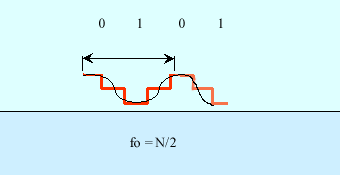 0 1 0 1
fo = N/2